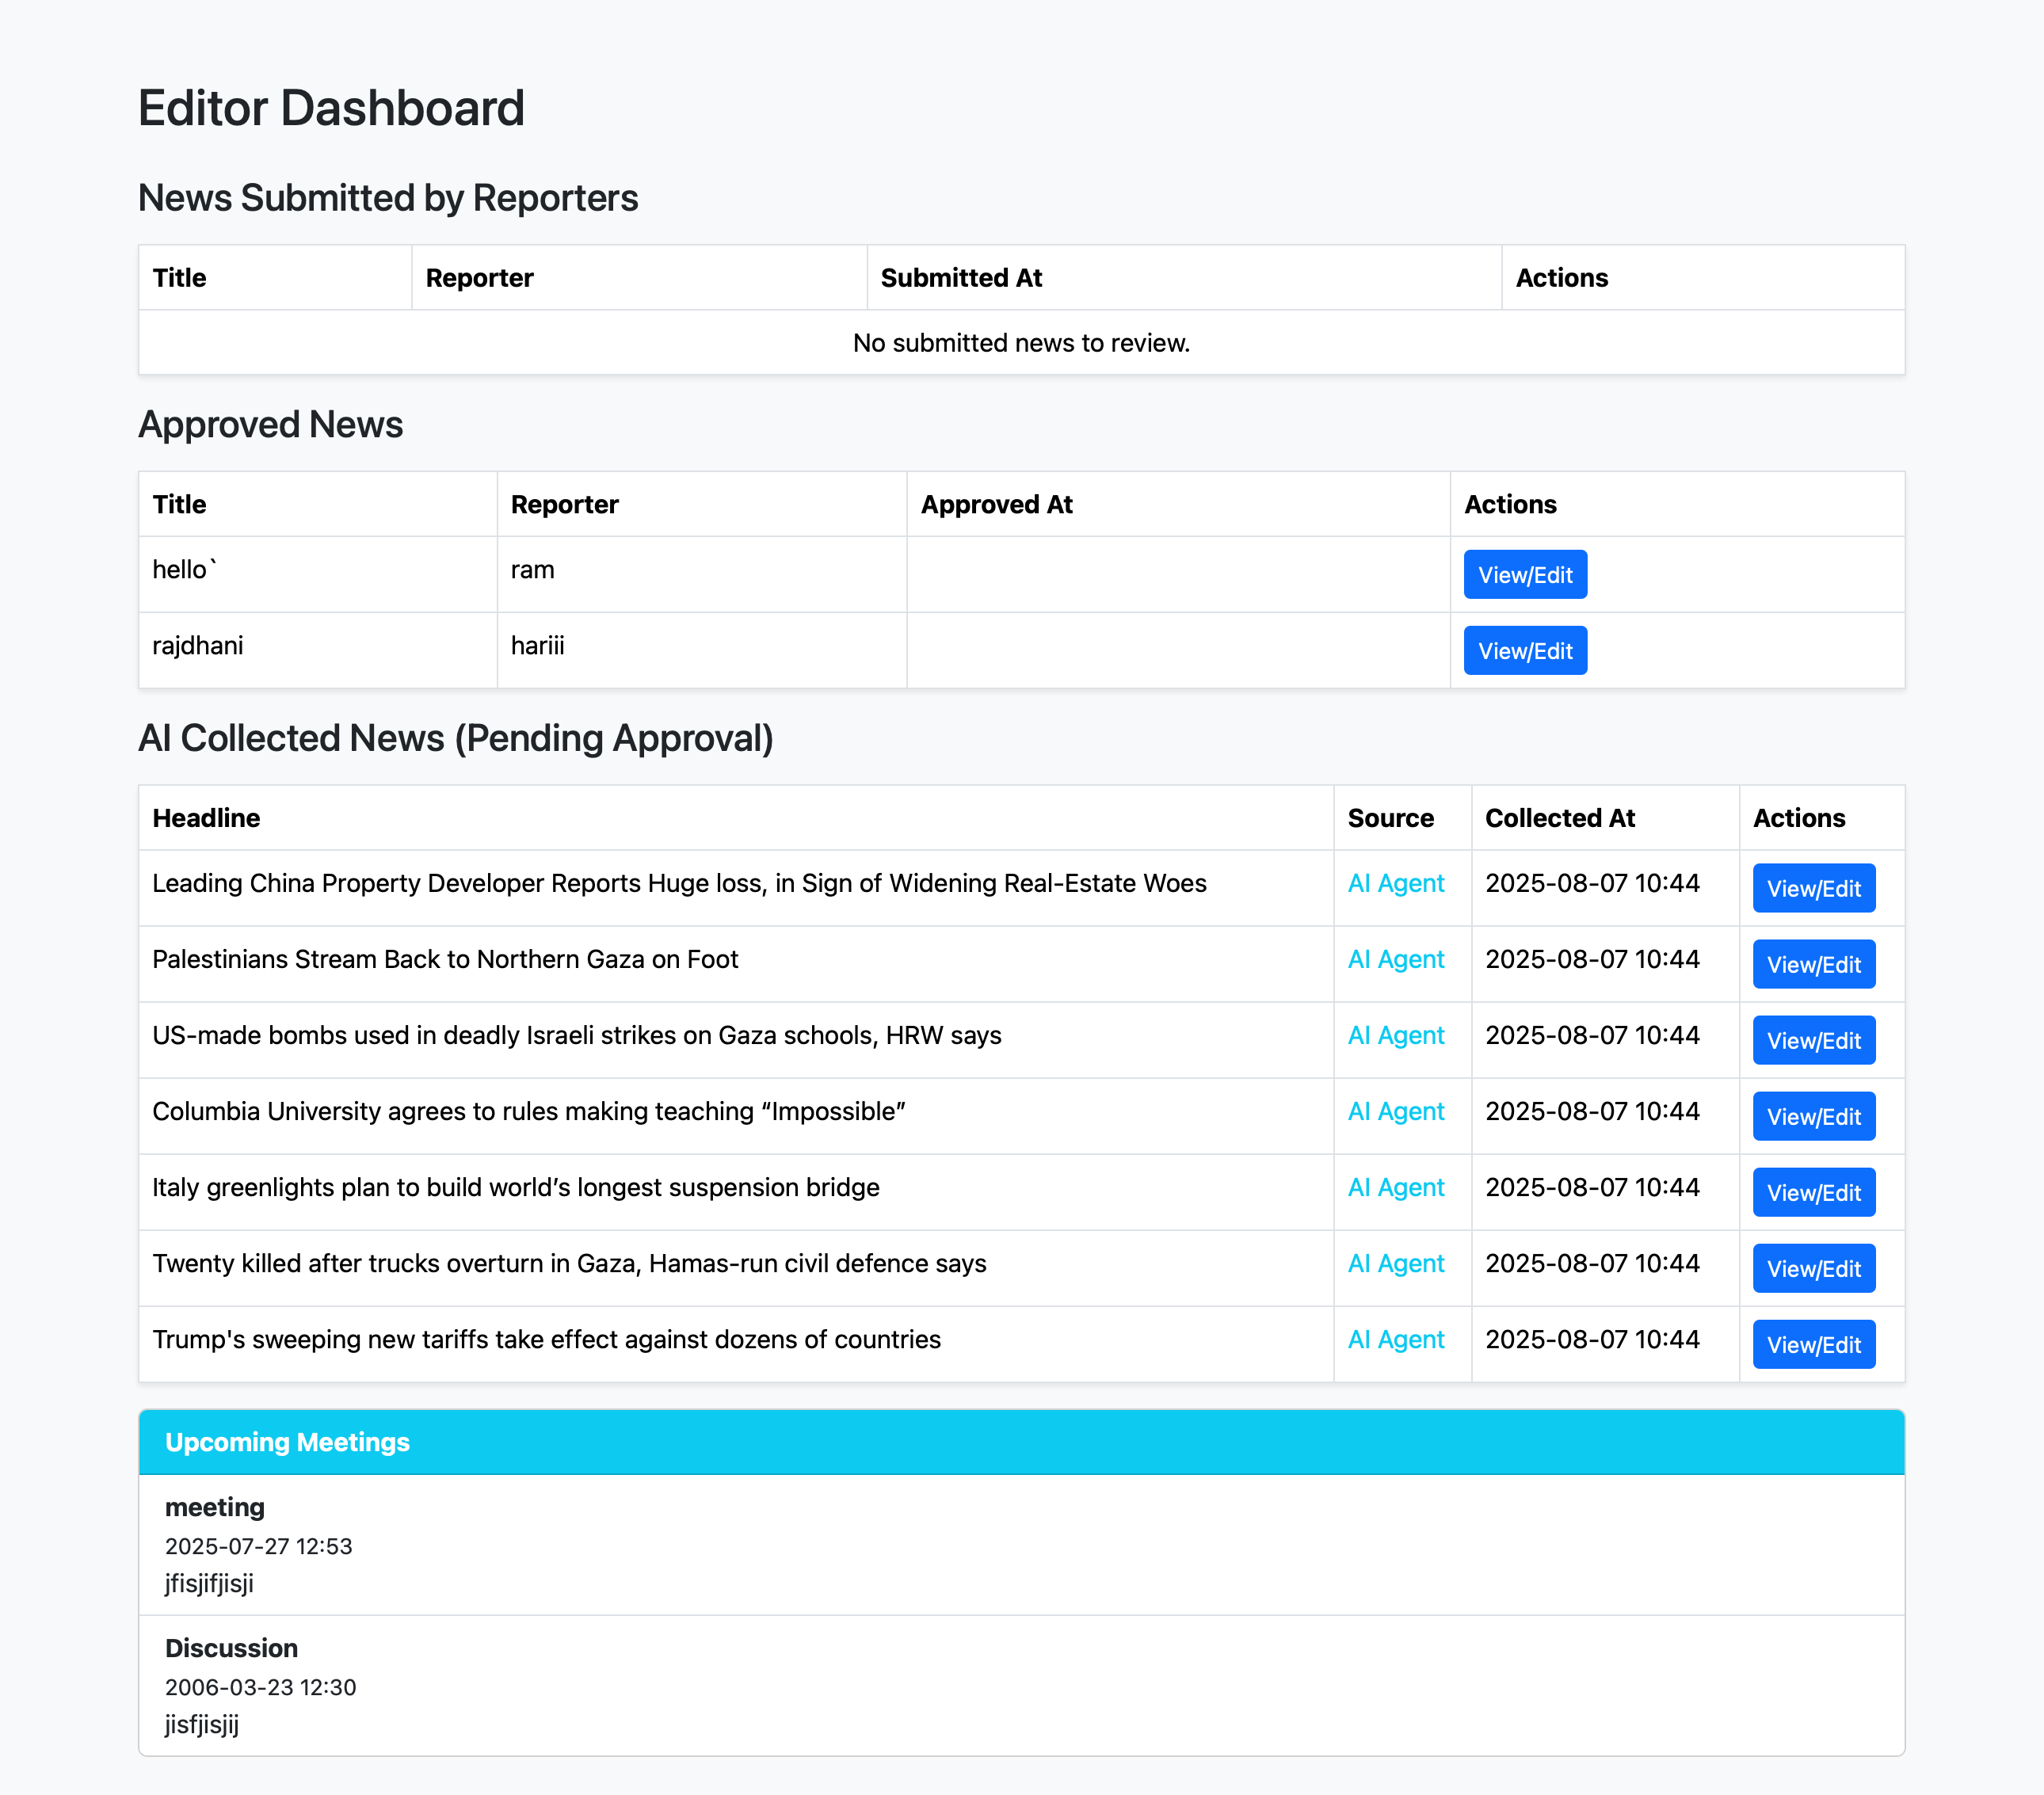 Editor Dashboard
News Submitted by Reporters
Title Reporter Submitted At Actions
No submitted news to review.
Approved News
Title Reporter Approved At Actions
hello` ram View/Edit
rajdhani hariii View/Edit
AI Collected News (Pending Approval)
Headline Source Collected At Actions
Leading China Property Developer Reports Huge loss, in Sign of Widening Real-Estate Woes AI Agent 2025-08-07 10:44 View/Edit
Palestinians Stream Back to Northern Gaza on Foot AI Agent 2025-08-07 10:44 View/Edit
US-made bombs used in deadly Israeli strikes on Gaza schools, HRW says AI Agent 2025-08-07 10:44 View/Edit
Columbia University agrees to rules making teaching “Impossible” AI Agent 2025-08-07 10:44 View/Edit
Italy greenlights plan to build world’s longest suspension bridge AI Agent 2025-08-07 10:44 View/Edit
Twenty killed after trucks overturn in Gaza, Hamas-run civil defence says AI Agent 2025-08-07 10:44 View/Edit
Trump's sweeping new tariffs take effect against dozens of countries AI Agent 2025-08-07 10:44 View/Edit
Upcoming Meetings
meeting
2025-07-27 12:53
jfisjifjisji
Discussion
2006-03-23 12:30
jisfjisjij